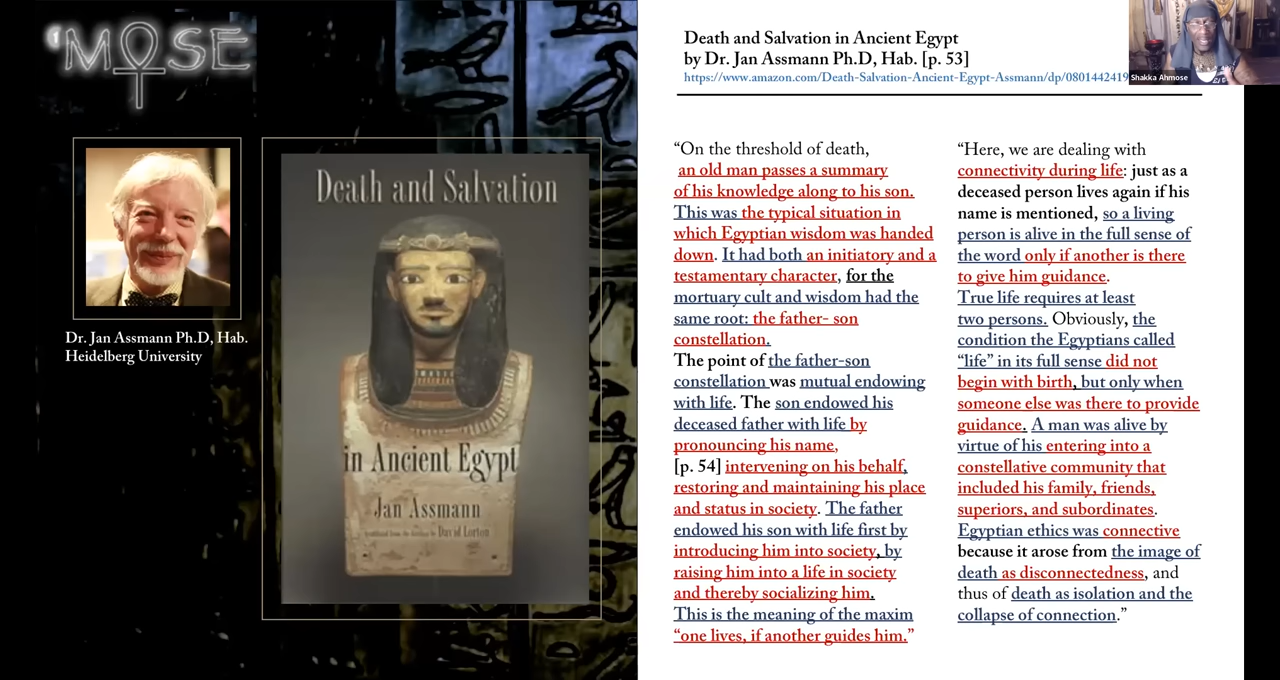 'MOSE
Death and Salvation
in Ancient Egypt
Jan Assmann
Translated from the German by David Lorton
Dr. Jan Assmann Ph.D, Hab.
Heidelberg University
Death and Salvation in Ancient Egypt
by Dr. Jan Assmann Ph.D, Hab. [p. 53]
https://www.amazon.com/Death-Salvation-Ancient-Egypt-Assmann/dp/0801442419
Shakka Ahmose
“On the threshold of death,
an old man passes a summary
of his knowledge along to his son.
This was the typical situation in
which Egyptian wisdom was handed
down. It had both an initiatory and a
testamentary character, for the
mortuary cult and wisdom had the
same root: the father- son
constellation.
The point of the father-son
constellation was mutual endowing
with life. The son endowed his
deceased father with life by
pronouncing his name,
[p. 54] intervening on his behalf,
restoring and maintaining his place
and status in society. The father
endowed his son with life first by
introducing him into society, by
raising him into a life in society
and thereby socializing him.
This is the meaning of the maxim
“one lives, if another guides him.”
“Here, we are dealing with
connectivity during life: just as a
deceased person lives again if his
name is mentioned, so a living
person is alive in the full sense of
the word only if another is there
to give him guidance.
True life requires at least
two persons. Obviously, the
condition the Egyptians called
“life” in its full sense did not
begin with birth, but only when
someone else was there to provide
guidance. A man was alive by
virtue of his entering into a
constellative community that
included his family, friends,
superiors, and subordinates.
Egyptian ethics was connective
because it arose from the image of
death as disconnectedness, and
thus of death as isolation and the
collapse of connection.”